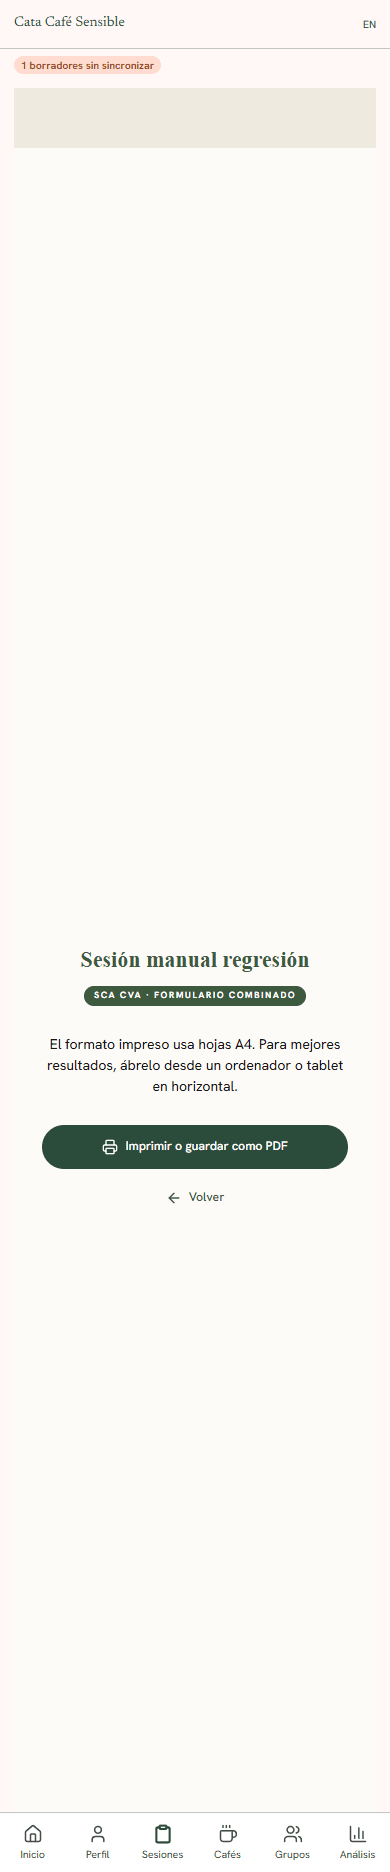 Cata Café Sensible
EN
1 borradores sin sincronizar
Sesión manual regresión
SCA CVA · FORMULARIO COMBINADO
El formato impreso usa hojas A4. Para mejores
resultados, ábrelo desde un ordenador o tablet
en horizontal.
Imprimir o guardar como PDF
Volver
Inicio
Perfil
Sesiones
Cafés
Grupos
Análisis